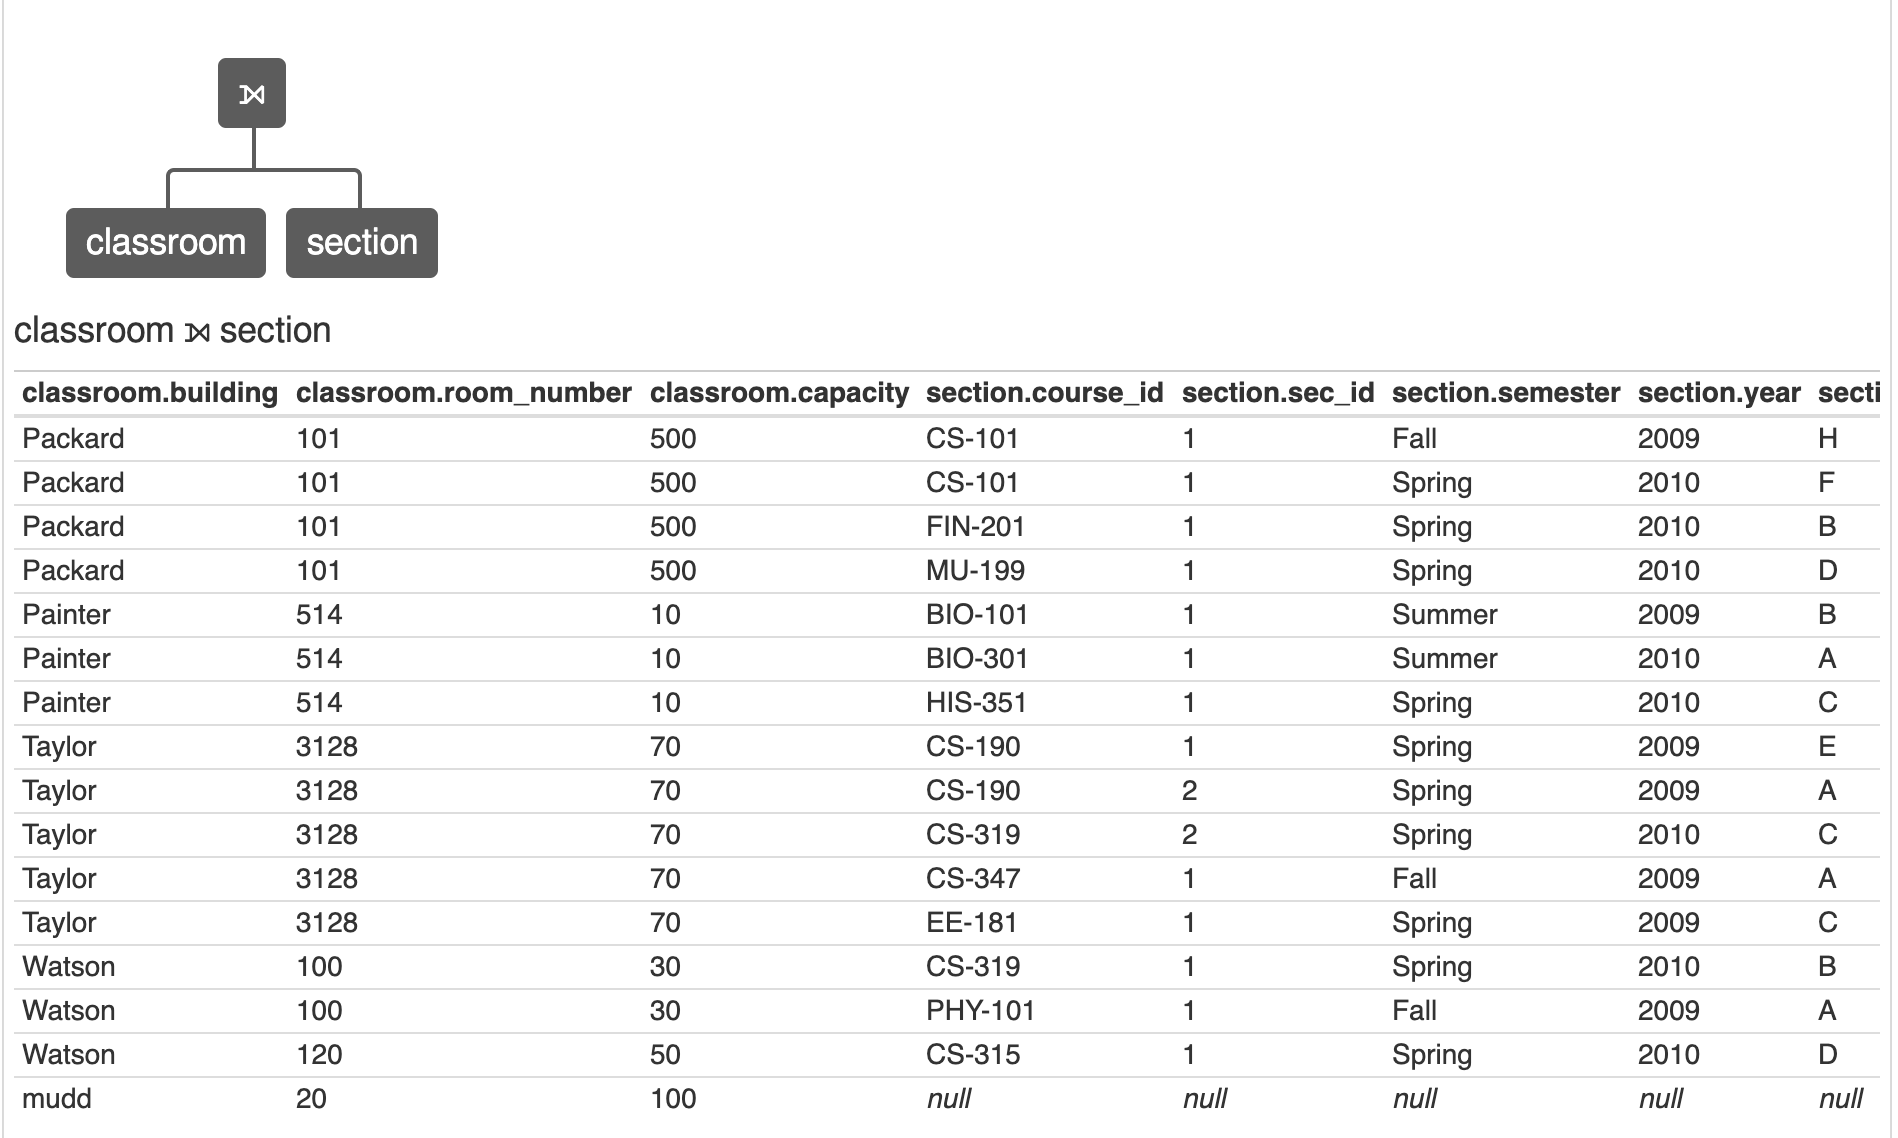 ⟕
classroom section
classroom ⟕ section
classroom.building classroom.room_number classroom.capacity section.course_id section.sec_id section.semester section.year secti
Packard 101 500 CS-101 1 Fall 2009 H
Packard 101 500 CS-101 1 Spring 2010 F
Packard 101 500 FIN-201 1 Spring 2010 B
Packard 101 500 MU-199 1 Spring 2010 D
Painter 514 10 BIO-101 1 Summer 2009 B
Painter 514 10 BIO-301 1 Summer 2010 A
Painter 514 10 HIS-351 1 Spring 2010 C
Taylor 3128 70 CS-190 1 Spring 2009 E
Taylor 3128 70 CS-190 2 Spring 2009 A
Taylor 3128 70 CS-319 2 Spring 2010 C
Taylor 3128 70 CS-347 1 Fall 2009 A
Taylor 3128 70 EE-181 1 Spring 2009 C
Watson 100 30 CS-319 1 Spring 2010 B
Watson 100 30 PHY-101 1 Fall 2009 A
Watson 120 50 CS-315 1 Spring 2010 D
mudd 20 100 null null null null null